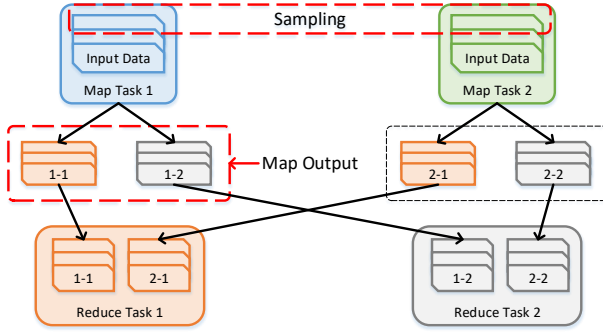 Sampling
Input Data
Input Data
Map Task 1
Map Task 2
1-1
1-2
Map Output
2-1
2-2
1-1
2-1
1-2
2-2
Reduce Task 1
Reduce Task 2